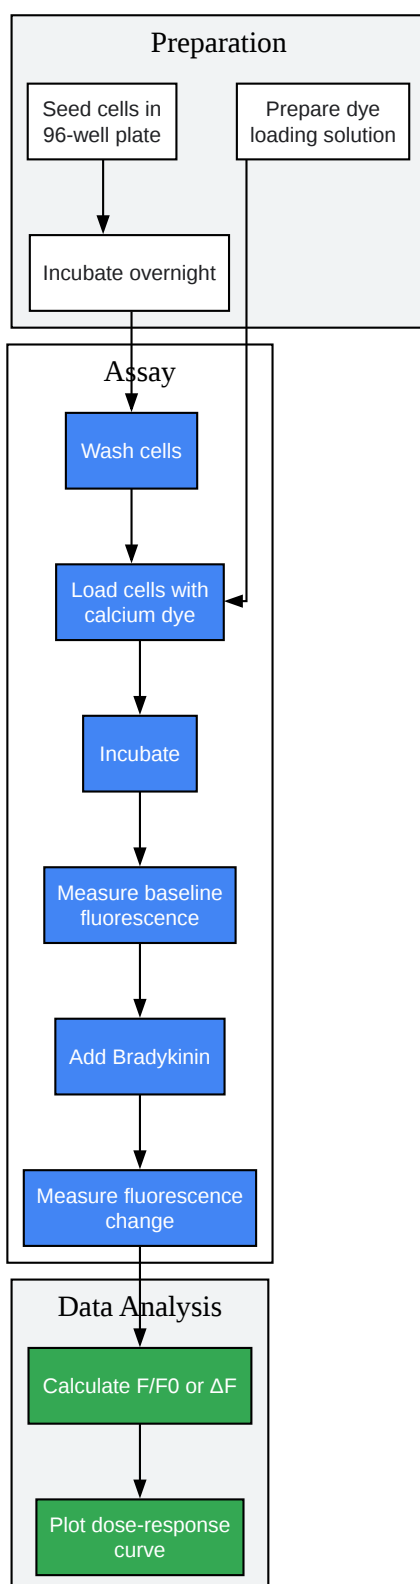 Preparation
Seed cells in
96-well plate
Prepare dye
loading solution
Incubate overnight
Assay
Wash cells
Load cells with
calcium dye
Incubate
Measure baseline
fluorescence
Add Bradykinin
Measure fluorescence
change
Data Analysis
Calculate F/F0 or ΔF
Plot dose-response
curve